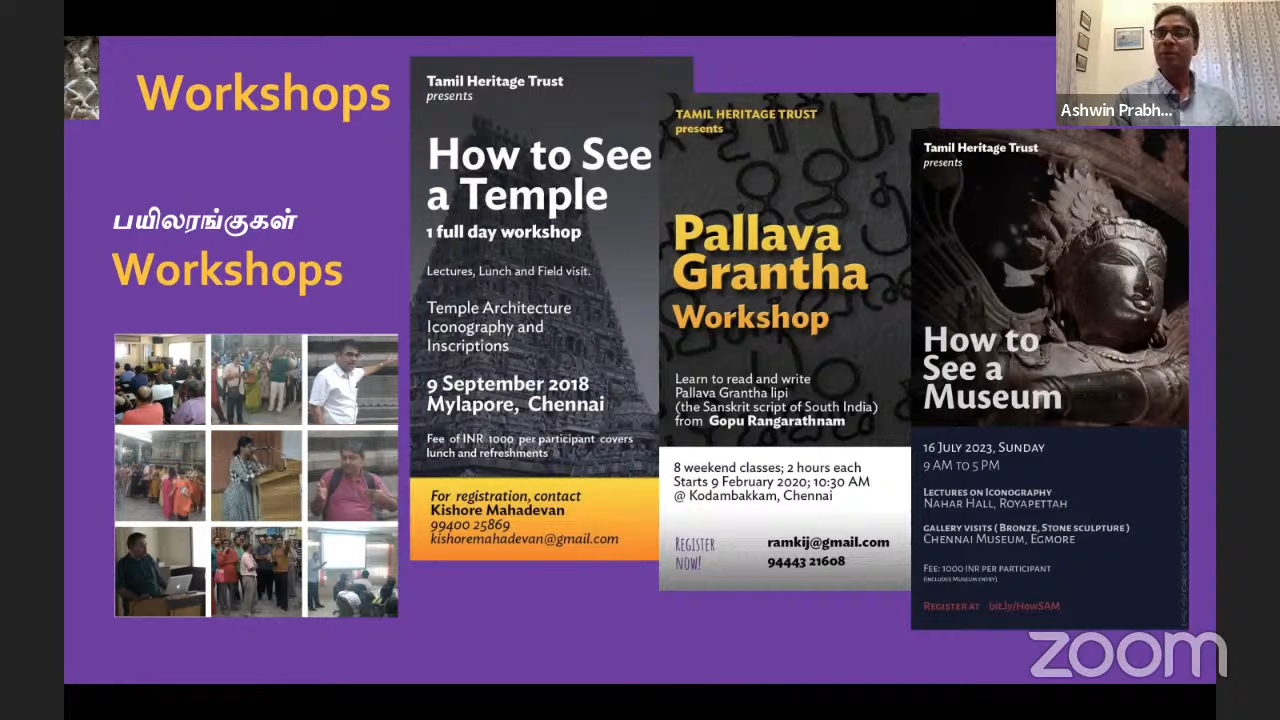 Workshops
பயிலரங்குகள்
Workshops
Tamil Heritage Trust
presents
How to See
a Temple
1 full day workshop
Lectures, Lunch and Field visit.
Temple Architecture
Iconography and
Inscriptions
9 September 2018
Mylapore, Chennai
Fee of INR 1000 per participant covers
lunch and refreshments
For registration, contact
Kishore Mahadevan
99400 25869
kishoremahadevan@gmail.com
TAMIL HERITAGE TRUST
presents
Pallava
Grantha
Workshop
Learn to read and write
Pallava Grantha lipi
(the Sanskrit script of South India)
from Gopu Rangarathnam
8 weekend classes; 2 hours each
Starts 9 February 2020; 10:30 AM
@ Kodambakkam, Chennai
REGISTER
NOW!
ramkij@gmail.com
94443 21608
Tamil Heritage Trust
presents
How to
See a
Museum
16 JULY 2023, SUNDAY
9 AM TO 5 PM
LECTURES ON ICONOGRAPHY
NAHAR HALL, ROYAPETTAH
GALLERY VISITS ( BRONZE, STONE SCULPTURE )
CHENNAI MUSEUM, EGMORE
FEE: 1000 INR PER PARTICIPANT
(INCLUDES MUSEUM ENTRY)
REGISTER AT bit.ly/HowSAM
Ashwin Prabh...
zoom